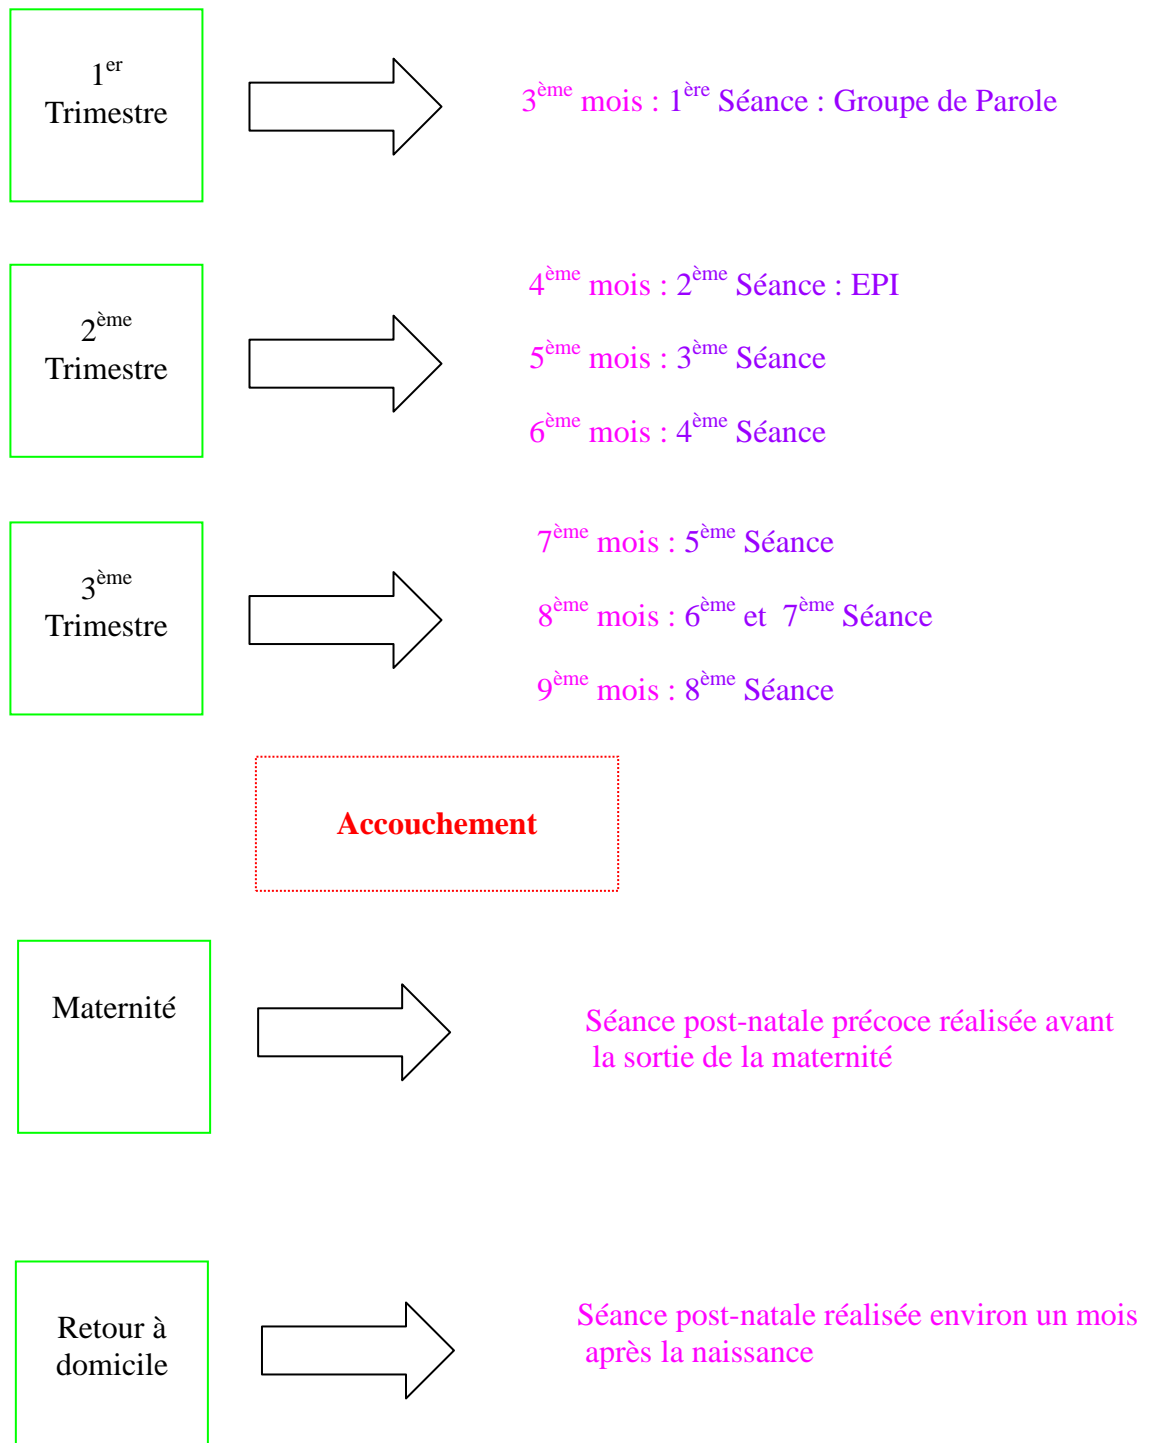 1er
Trimestre
3ème mois : 1ère Séance : Groupe de Parole
2ème
Trimestre
4ème mois : 2ème Séance : EPI
5ème mois : 3ème Séance
6ème mois : 4ème Séance
3ème
Trimestre
7ème mois : 5ème Séance
8ème mois : 6ème et 7ème Séance
9ème mois : 8ème Séance
Accouchement
Maternité
Séance post-natale précoce réalisée avant
la sortie de la maternité
Retour à
domicile
Séance post-natale réalisée environ un mois
après la naissance